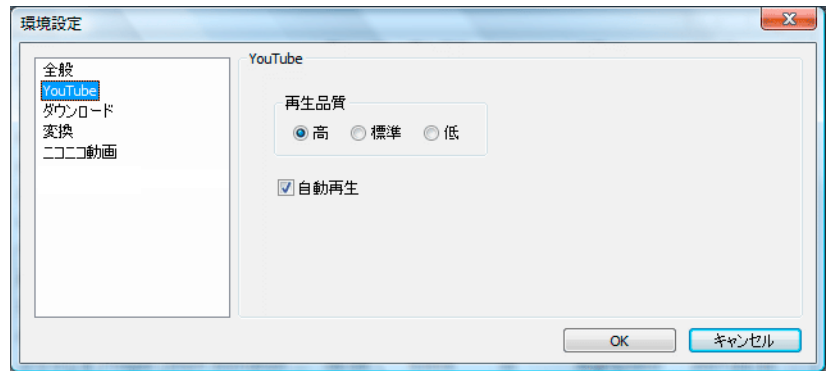 環境設定
全般
YouTube
ダウンロード
変換
ニコニコ動画
YouTube
再生品質
高 標準 低
自動再生
OK キャンセル